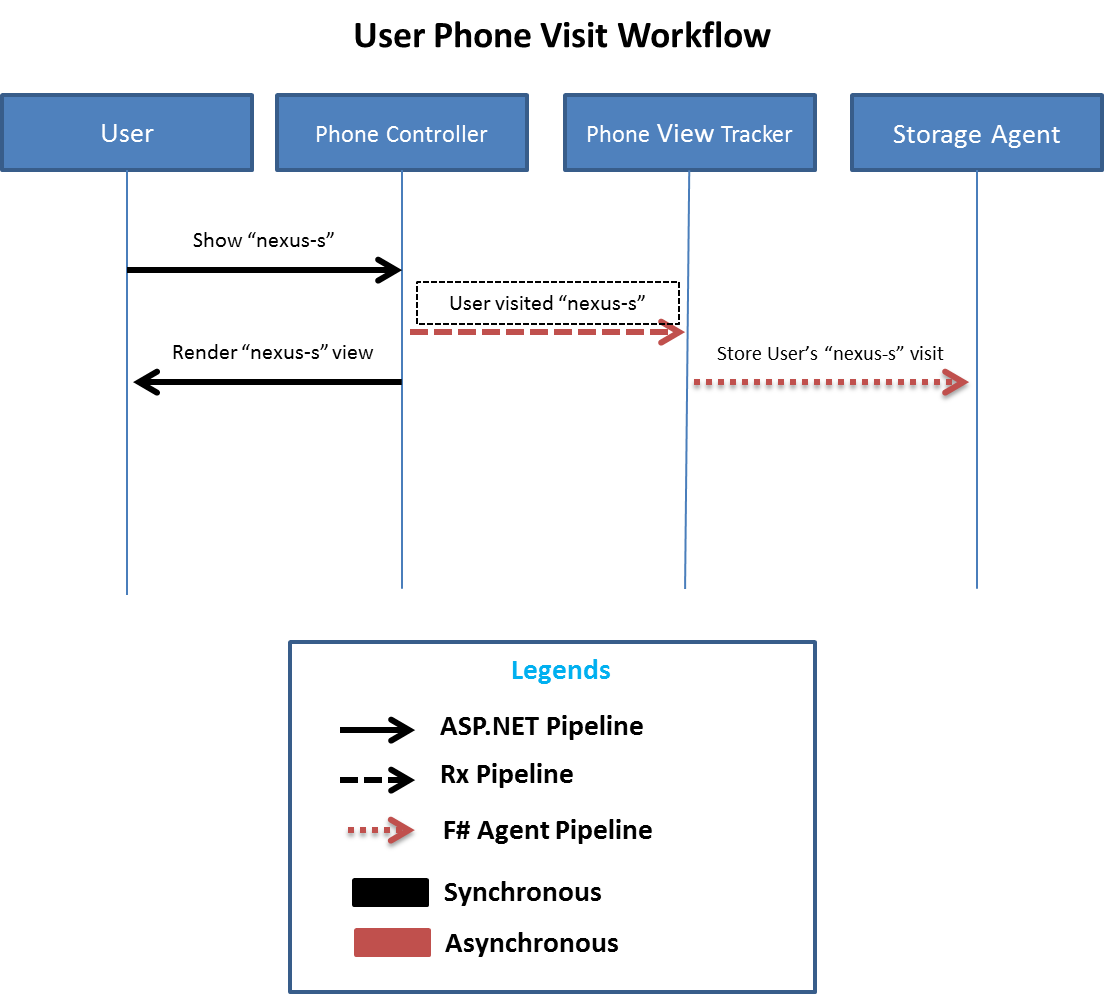 User Phone Visit Workflow
User
Phone Controller
Phone View Tracker
Storage Agent
Show “nexus-s”
User visited “nexus-s”
Render “nexus-s” view
Store User’s “nexus-s” visit
Legends
ASP.NET Pipeline
Rx Pipeline
F# Agent Pipeline
Synchronous
Asynchronous